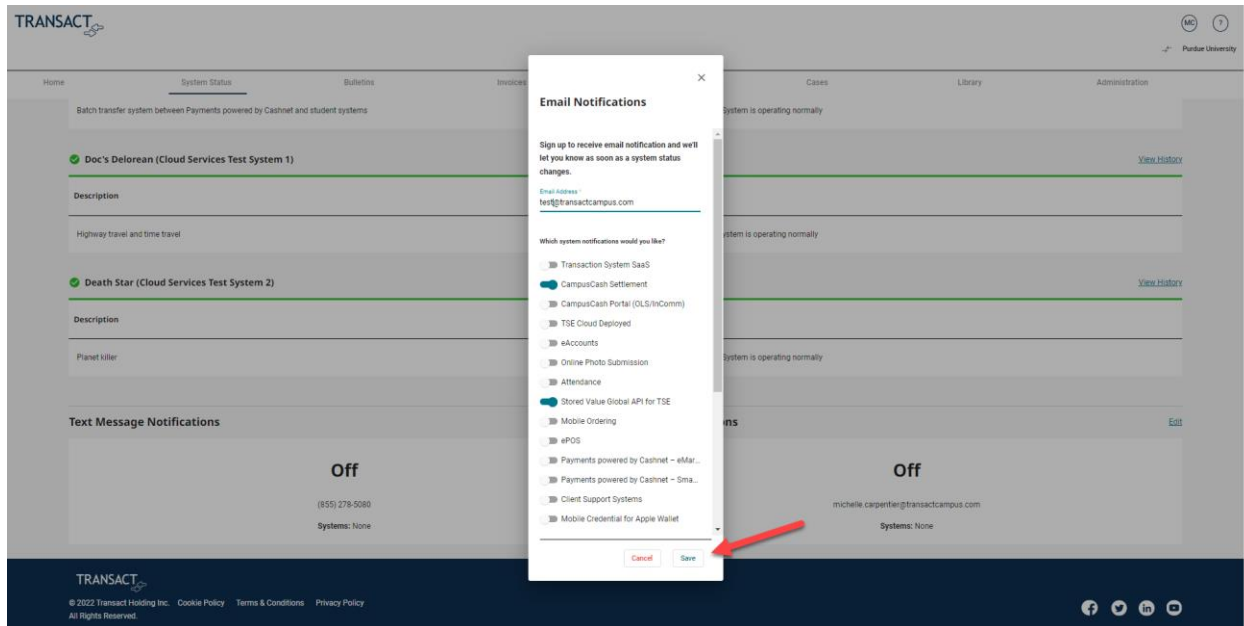 TRANSACT
MC ?
Purdue University
Home System Status Bulletins Invoices Cases Library Administration
Batch transfer system between Payments powered by Cashnet and student systems
System is operating normally
Doc's Delorean (Cloud Services Test System 1)
View History
Description
Highway travel and time travel
ystem is operating normally
Death Star (Cloud Services Test System 2)
View History
Description
Planet killer
System is operating normally
Text Message Notifications
ons
Edit
Off
(855) 278-5080
Systems: None
Off
michelle.carpentier@transactcampus.com
Systems: None
Email Notifications
Sign up to receive email notification and we'll
let you know as soon as a system status
changes.
Email Address *
test@transactcampus.com
Which system notifications would you like?
Transaction System SaaS
CampusCash Settlement
CampusCash Portal (OLS/InComm)
TSE Cloud Deployed
eAccounts
Online Photo Submission
Attendance
Stored Value Global API for TSE
Mobile Ordering
ePOS
Payments powered by Cashnet – eMar...
Payments powered by Cashnet – Sma...
Client Support Systems
Mobile Credential for Apple Wallet
Cancel Save
TRANSACT
© 2022 Transact Holding Inc. Cookie Policy Terms & Conditions Privacy Policy
All Rights Reserved.